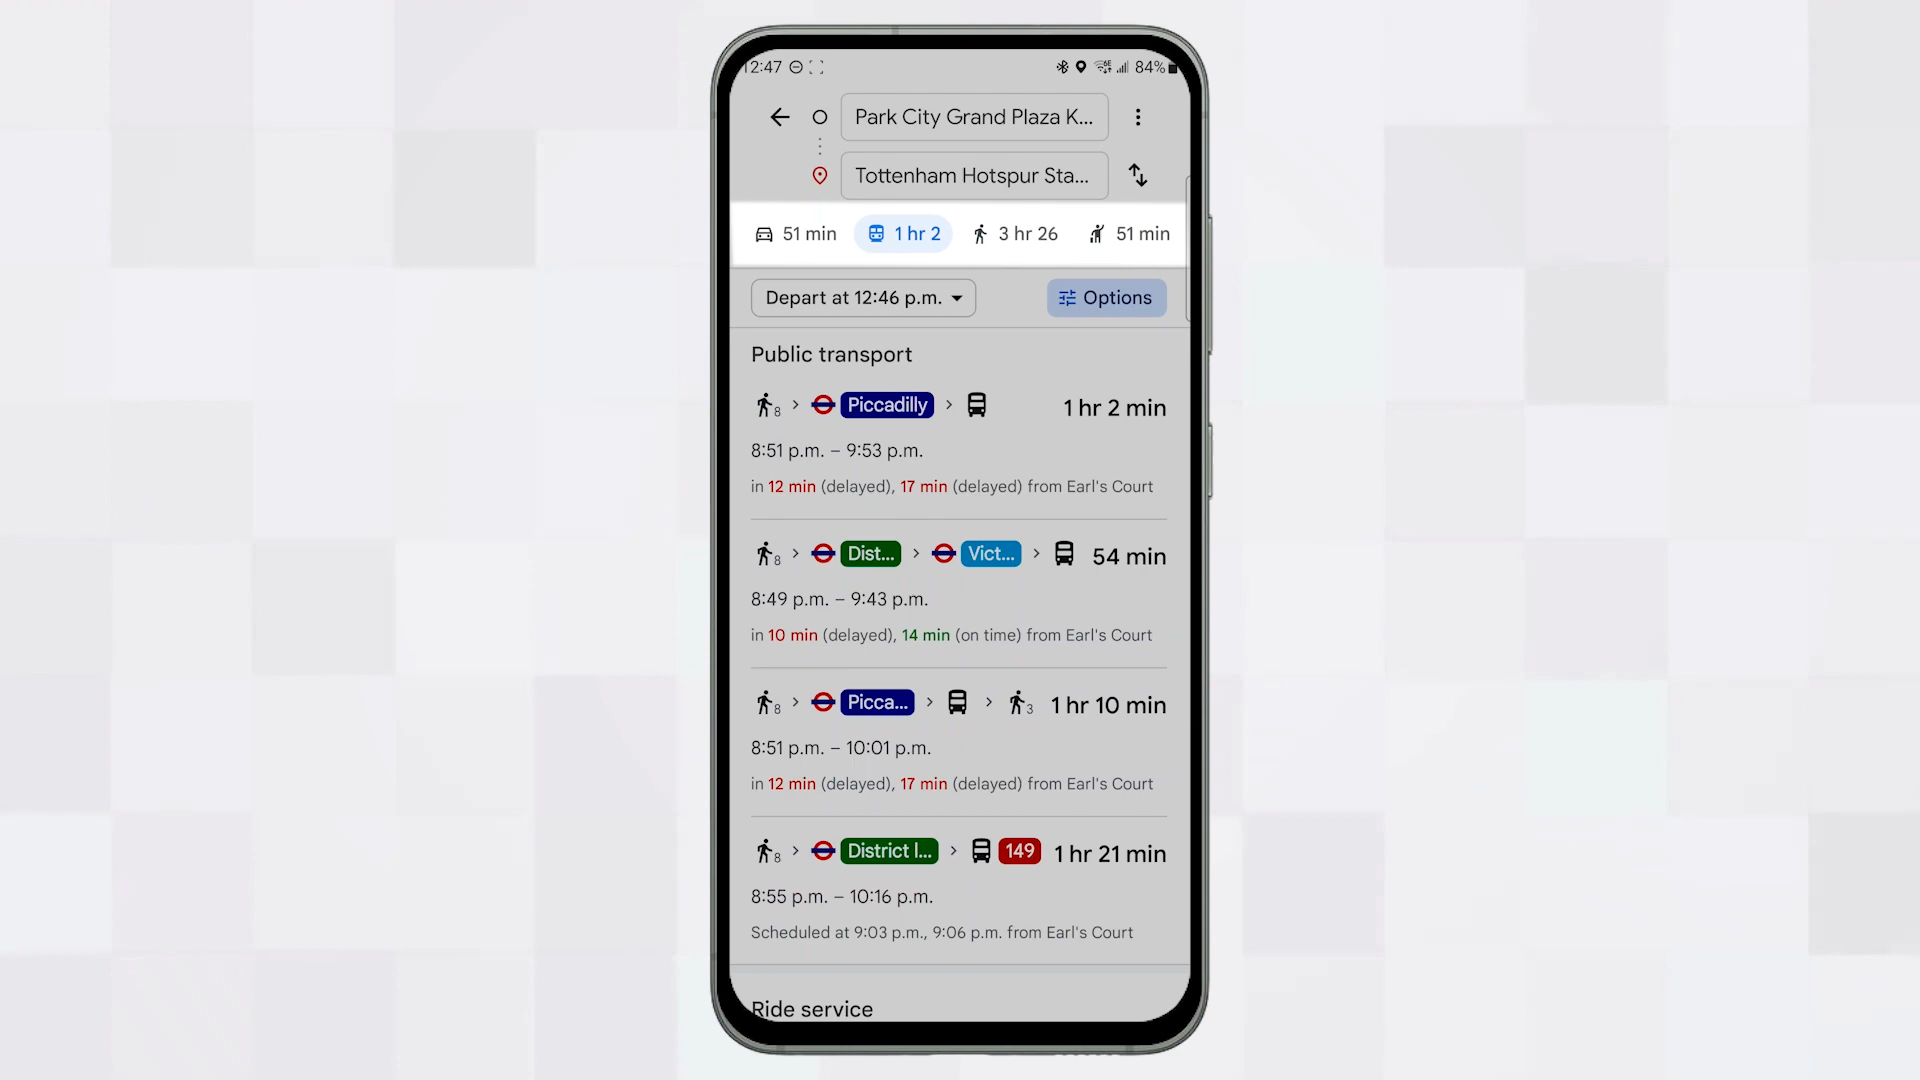 12:47 84%
Park City Grand Plaza K...
Tottenham Hotspur Sta...
51 min 1 hr 2 3 hr 26 51 min
Depart at 12:46 p.m. Options
Public transport
8 Piccadilly 1 hr 2 min
8:51 p.m. – 9:53 p.m.
in 12 min (delayed), 17 min (delayed) from Earl's Court
8 Dist... Vict... 54 min
8:49 p.m. – 9:43 p.m.
in 10 min (delayed), 14 min (on time) from Earl's Court
8 Picca... 3 1 hr 10 min
8:51 p.m. – 10:01 p.m.
in 12 min (delayed), 17 min (delayed) from Earl's Court
8 District l... 149 1 hr 21 min
8:55 p.m. – 10:16 p.m.
Scheduled at 9:03 p.m., 9:06 p.m. from Earl's Court
Ride service